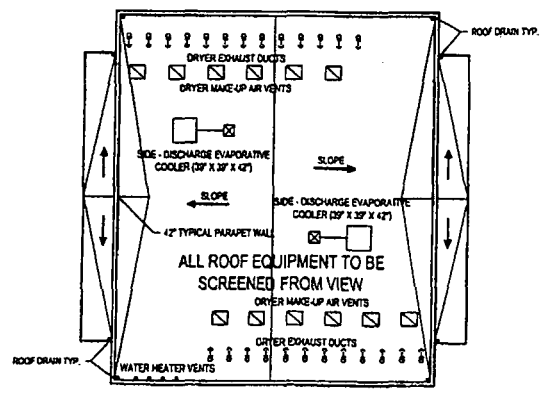 ROOF DRAIN TYP.
DRYER EXHAUST DUCTS
DRYER MAKE-UP AIR VENTS
SIDE - DISCHARGE EVAPORATIVE
COOLER (39" X 39" X 42")
SLOPE
SLOPE
SIDE - DISCHARGE EVAPORATIVE
COOLER (39" X 39" X 42")
42" TYPICAL PARAPET WALL
ALL ROOF EQUIPMENT TO BE
SCREENED FROM VIEW
DRYER MAKE-UP AIR VENTS
DRYER EXHAUST DUCTS
ROOF DRAIN TYP.
WATER HEATER VENTS